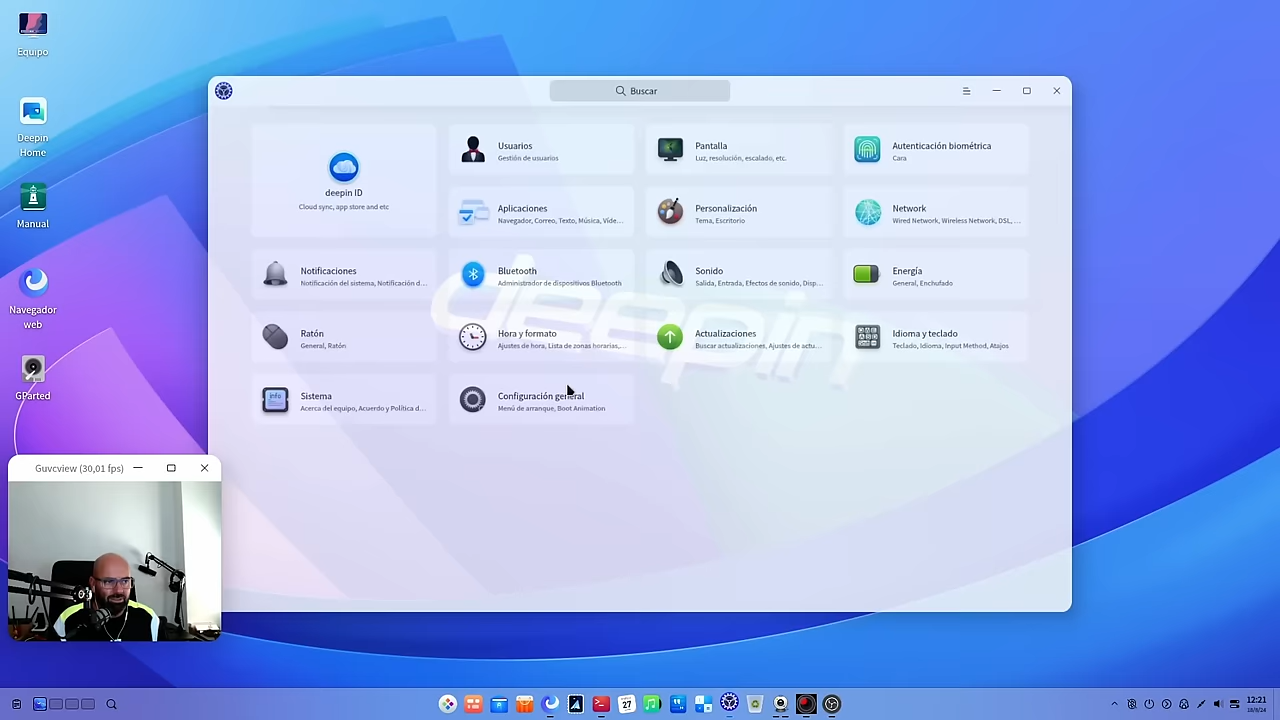 Equipo
Deepin
Home
Manual
Navegador
web
GParted
Buscar
deepin ID
Cloud sync, app store and etc
Usuarios
Gestión de usuarios
Pantalla
Luz, resolución, escalado, etc.
Autenticación biométrica
Cara
Aplicaciones
Navegador, Correo, Texto, Música, Víde...
Personalización
Tema, Escritorio
Network
Wired Network, Wireless Network, DSL, ...
Notificaciones
Notificación del sistema, Notificación d...
Bluetooth
Administrador de dispositivos Bluetooth
Sonido
Salida, Entrada, Efectos de sonido, Disp...
Energía
General, Enchufado
Ratón
General, Ratón
Hora y formato
Ajustes de hora, Lista de zonas horarias,...
Actualizaciones
Buscar actualizaciones, Ajustes de actu...
Idioma y teclado
Teclado, Idioma, Input Method, Atajos
info
Sistema
Acerca del equipo, Acuerdo y Política d...
Configuración general
Menú de arranque, Boot Animation
deepin
Guvcview (30,01 fps)
27
12:21
18/8/24